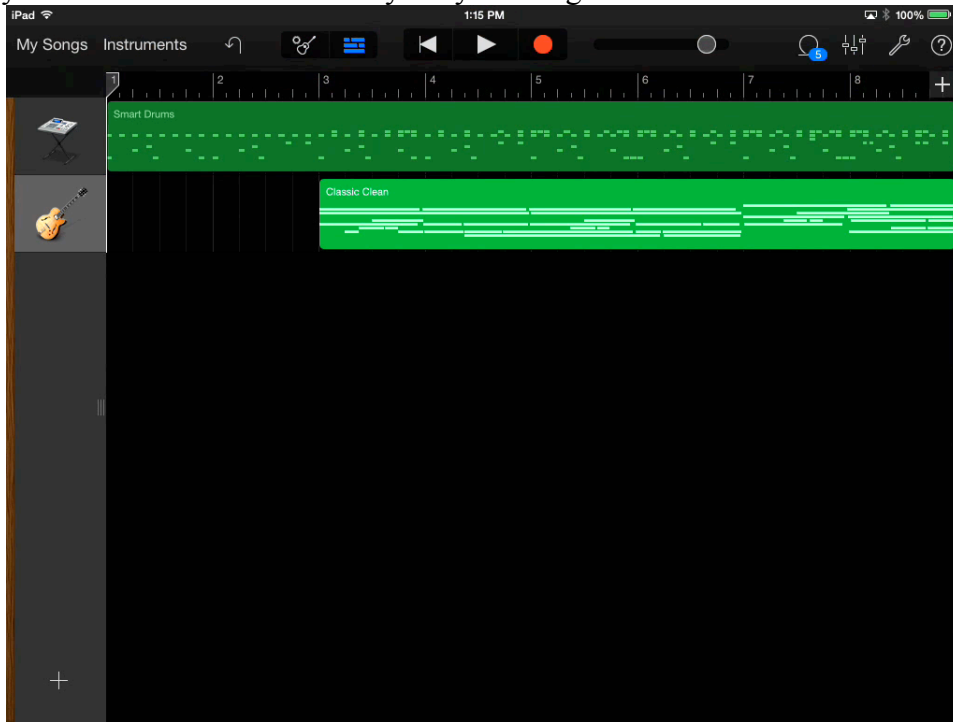 iPad 1:15 PM 100%
My Songs Instruments 5 ?
1 2 3 4 5 6 7 8 +
Smart Drums
Classic Clean
+